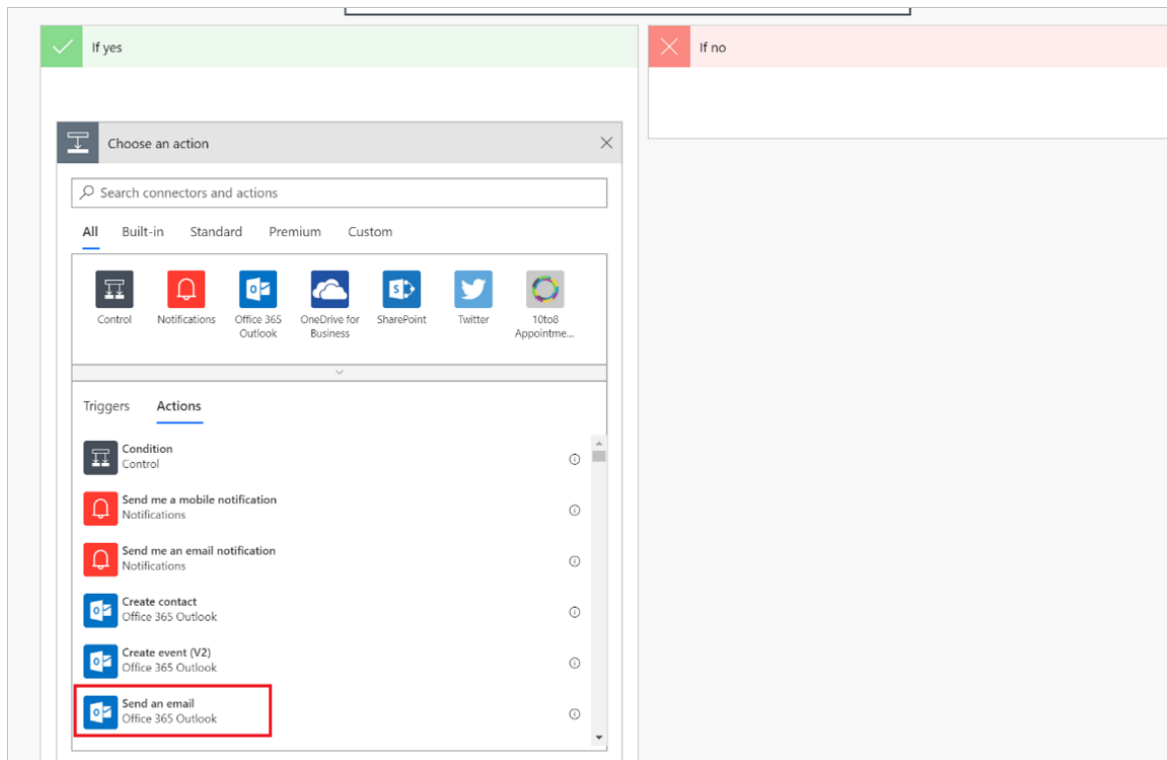 If yes
If no
Choose an action
Search connectors and actions
All Built-in Standard Premium Custom
Control Notifications Office 365 OneDrive for SharePoint Twitter 10to8
Outlook Business Appointme...
Triggers Actions
Condition
Control
Send me a mobile notification
Notifications
Send me an email notification
Notifications
Create contact
Office 365 Outlook
Create event (V2)
Office 365 Outlook
Send an email
Office 365 Outlook